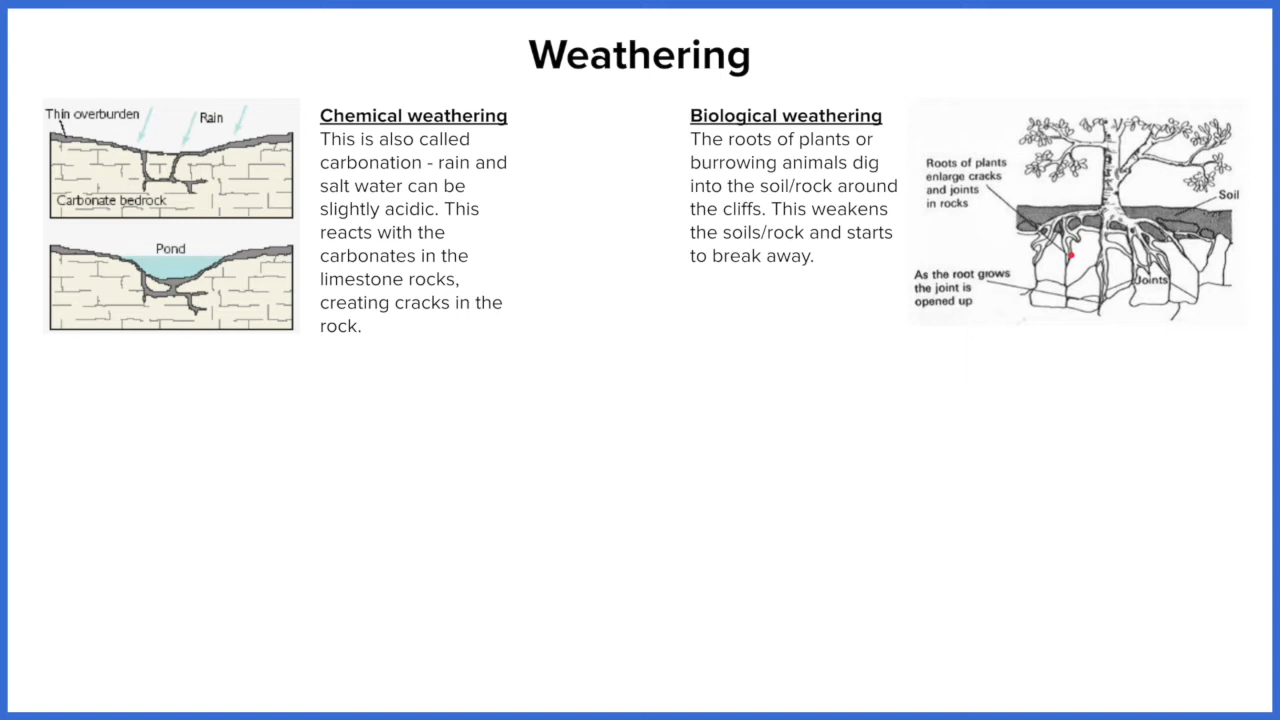 Weathering
Thin overburden
Rain
Carbonate bedrock
Pond
Chemical weathering
This is also called
carbonation - rain and
salt water can be
slightly acidic. This
reacts with the
carbonates in the
limestone rocks,
creating cracks in the
rock.
Biological weathering
The roots of plants or
burrowing animals dig
into the soil/rock around
the cliffs. This weakens
the soils/rock and starts
to break away.
Roots of plants
enlarge cracks
and joints
in rocks
Soil
As the root grows
the joint is
opened up
Joints